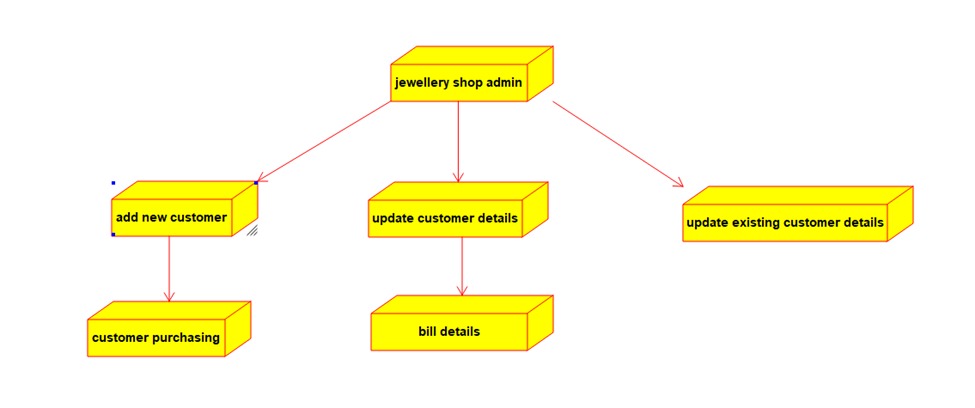 jewellery shop admin
add new customer
update customer details
update existing customer details
customer purchasing
bill details